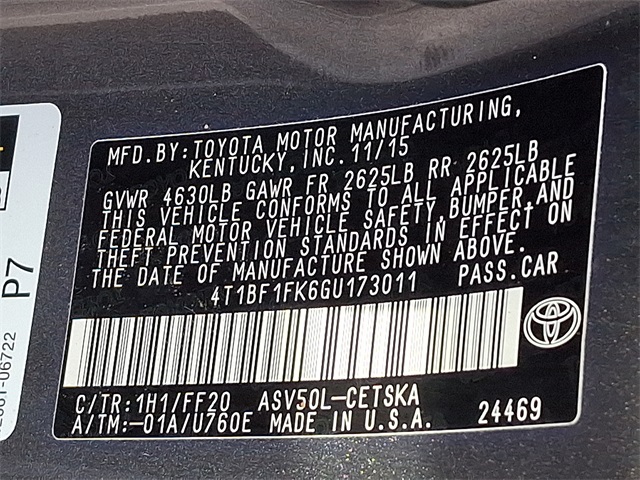 MFD.BY:TOYOTA MOTOR MANUFACTURING,
KENTUCKY, INC. 11/15
GVWR 4630LB GAWR FR 2625LB RR 2625LB
THIS VEHICLE CONFORMS TO ALL APPLICABLE
FEDERAL MOTOR VEHICLE SAFETY, BUMPER, AND
THEFT PREVENTION STANDARDS IN EFFECT ON
THE DATE OF MANUFACTURE SHOWN ABOVE.
4T1BF1FK6GU173011 PASS.CAR
C/TR:1H1/FF20 ASV50L-CETSKA
A/TM:-01A/U760E MADE IN U.S.A. 24469
P7